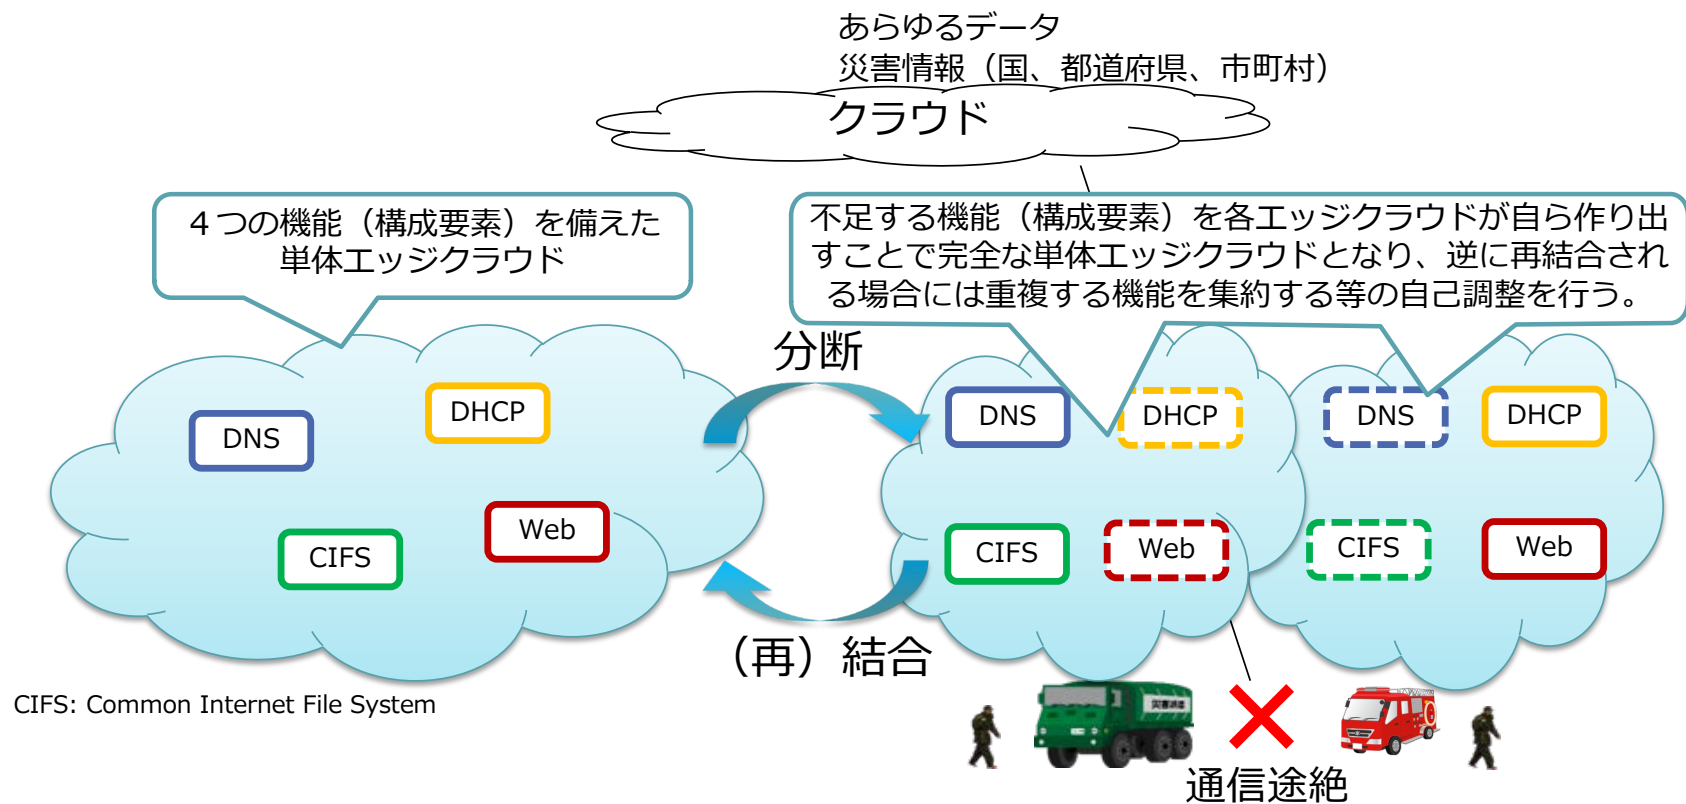 あらゆるデータ
災害情報（国、都道府県、市町村）
クラウド
４つの機能（構成要素）を備えた
単体エッジクラウド
不足する機能（構成要素）を各エッジクラウドが自ら作り出
すことで完全な単体エッジクラウドとなり、逆に再結合され
る場合には重複する機能を集約する等の自己調整を行う。
分断
DNS
DHCP
CIFS
Web
DNS
DHCP
DNS
DHCP
CIFS
Web
CIFS
Web
（再）結合
CIFS: Common Internet File System
災害派遣
通信途絶